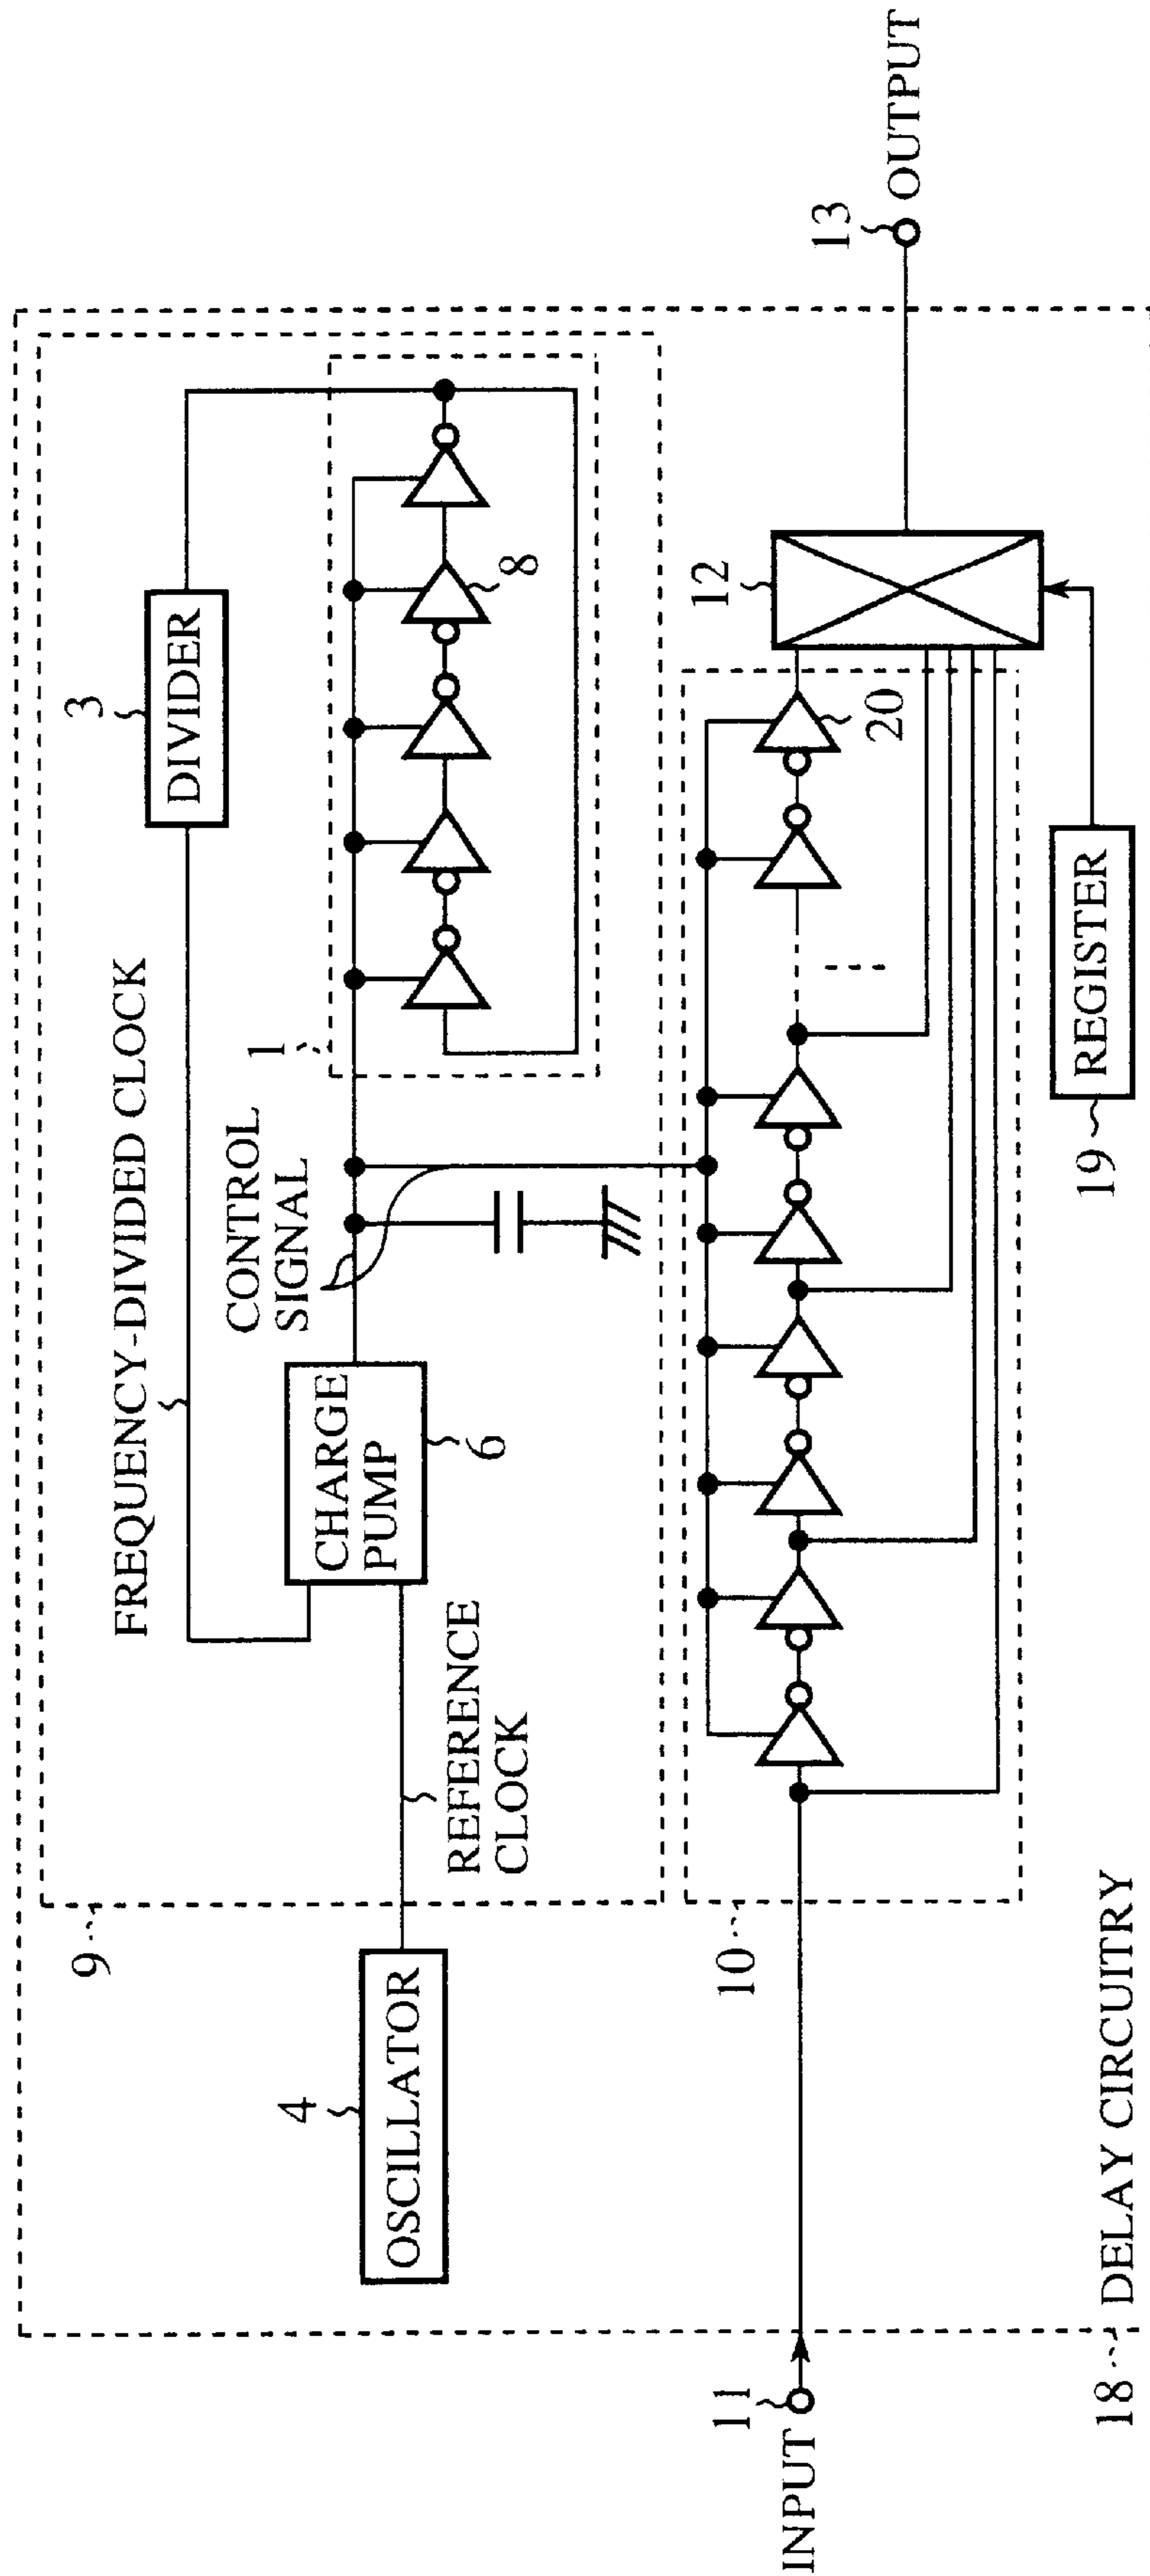 FREQUENCY-DIVIDED CLOCK
3
DIVIDER
9
CONTROL
SIGNAL
1
8
4
OSCILLATOR
REFERENCE
CLOCK
CHARGE
PUMP
6
10
11
INPUT
20
12
13
OUTPUT
19
REGISTER
18
DELAY CIRCUITRY